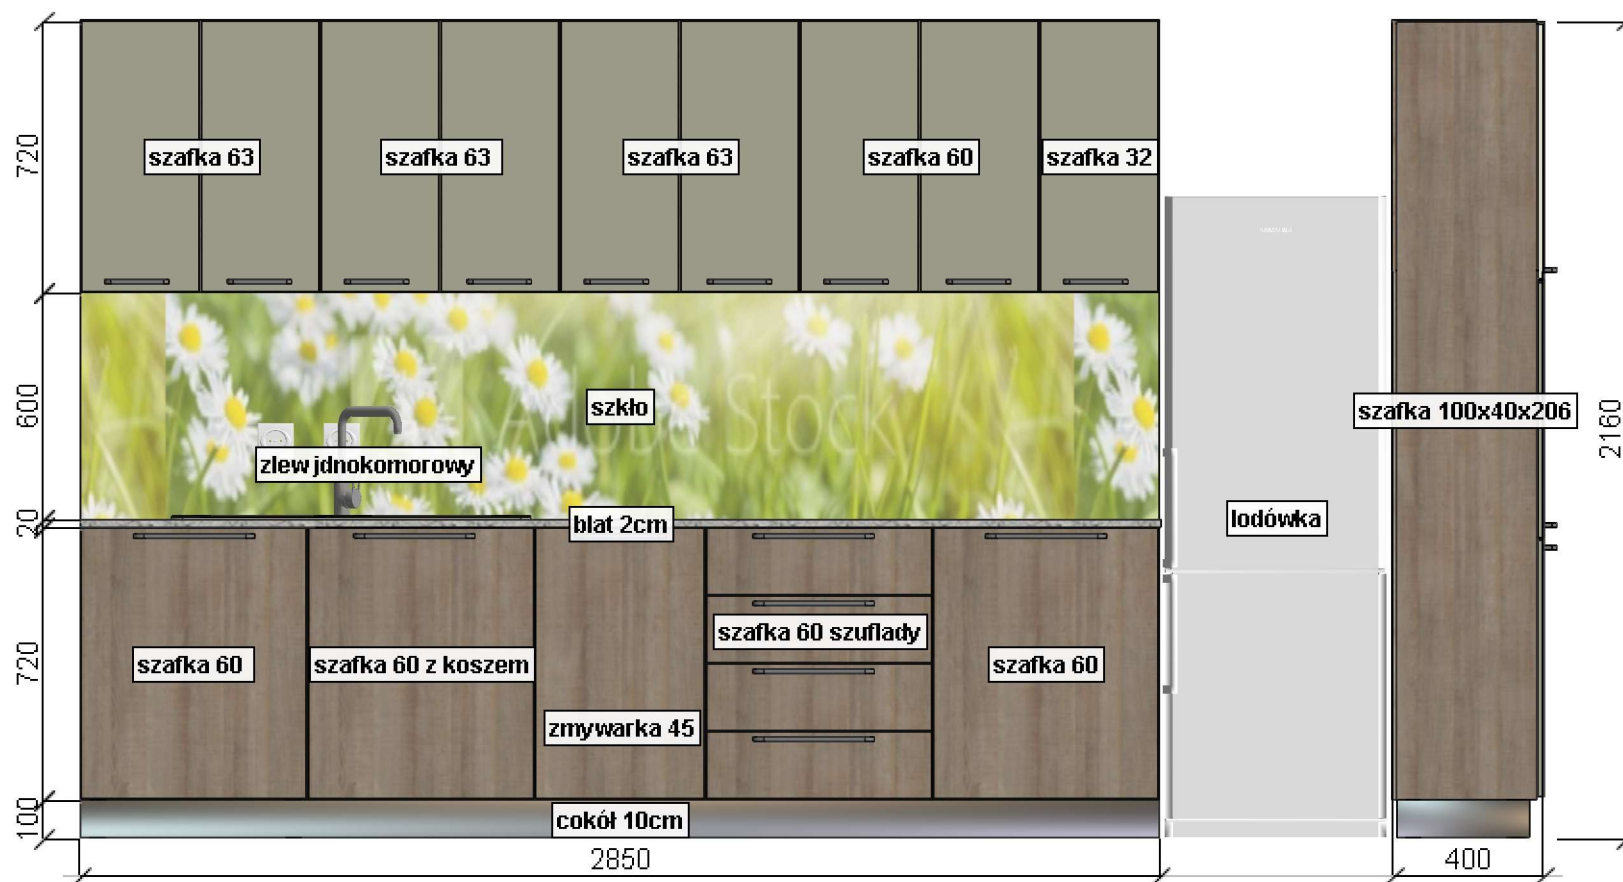 szafka 63
szafka 63
szafka 63
szafka 60
szafka 32
720
600
szkło
zlew jdnokomorowy
Adobe Stock
szafka 100x40x206
2160
20
blat 2cm
lodówka
720
szafka 60
szafka 60 z koszem
zmywarka 45
szafka 60 szuflady
szafka 60
100
cokół 10cm
2850
400